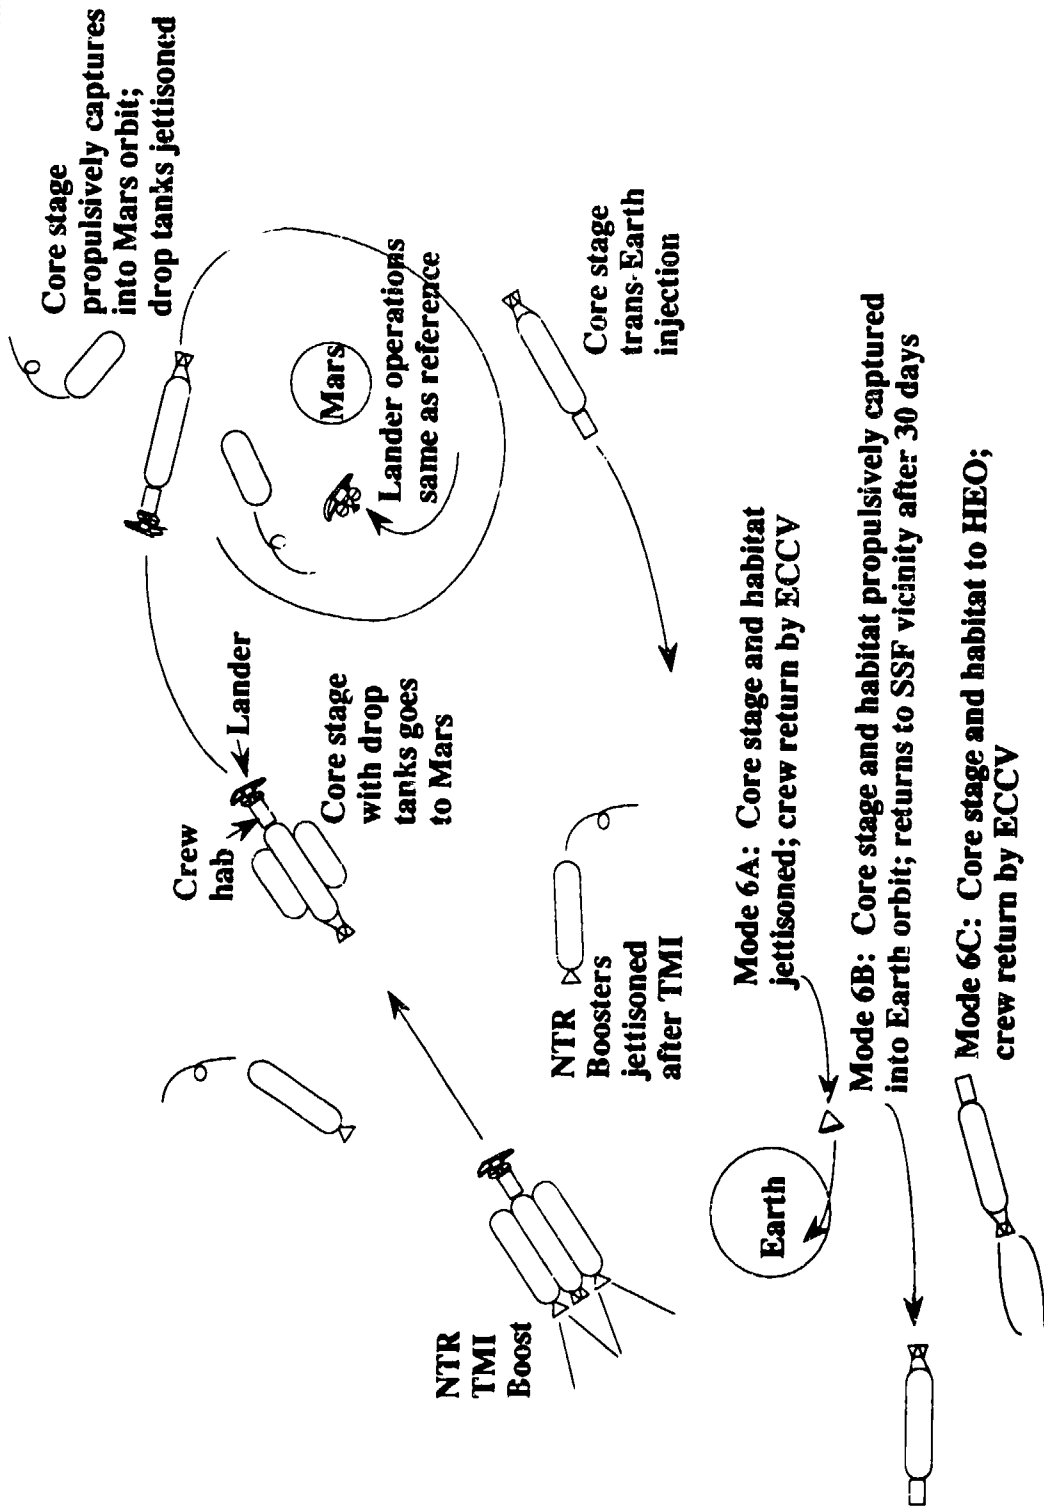 NTR
TMI
Boost
NTR
Boosters
jettisoned
after TMI
Crew
hab
Lander
Core stage
with drop
tanks goes
to Mars
Core stage
propulsively captures
into Mars orbit;
drop tanks jettisoned
Mars
Lander operations
same as reference
Core stage
trans-Earth
injection
Earth
Mode 6A: Core stage and habitat
jettisoned; crew return by ECCV
Mode 6B: Core stage and habitat propulsively captured
into Earth orbit; returns to SSF vicinity after 30 days
Mode 6C: Core stage and habitat to HEO;
crew return by ECCV